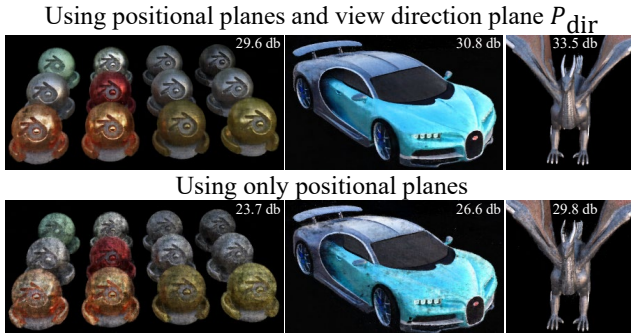 Using positional planes and view direction plane P_dir
29.6 db 30.8 db 33.5 db
Using only positional planes
23.7 db 26.6 db 29.8 db